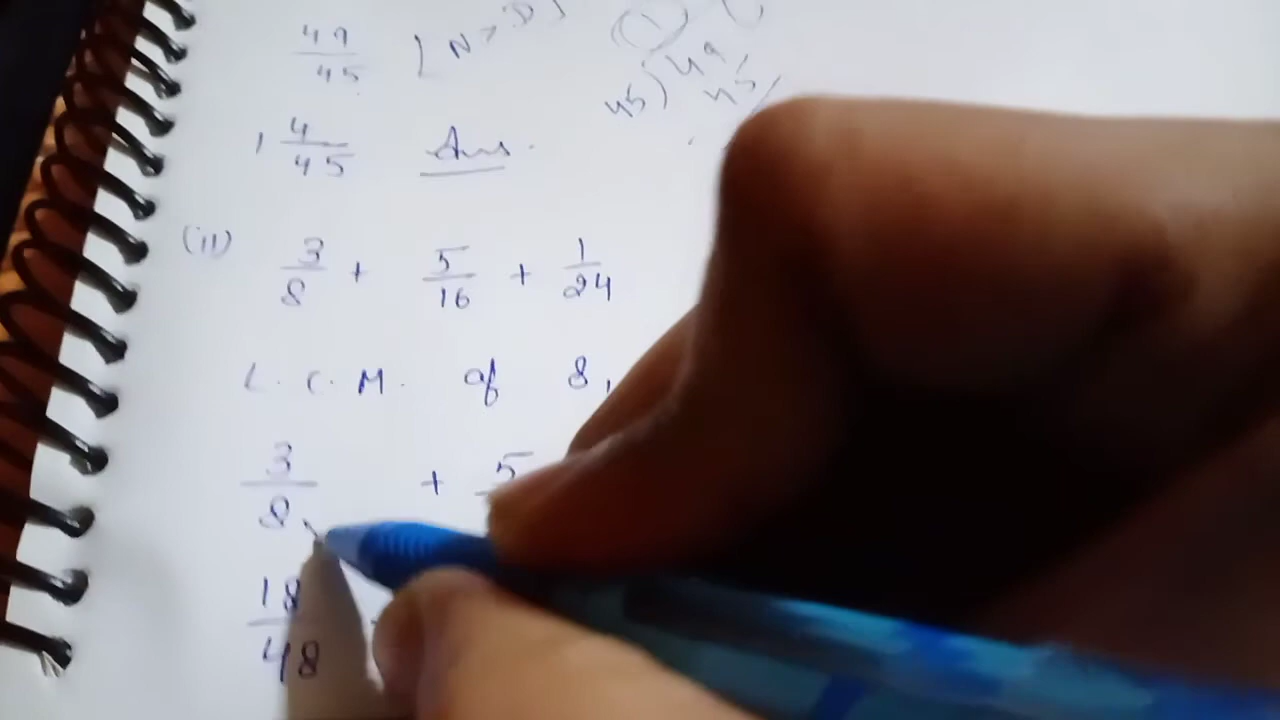 49/45 [N > D]
45) 49
45
1 4/45 Ans.
(ii) 3/8 + 5/16 + 1/24
L.C.M. of 8,
3/8 + 5
18/48